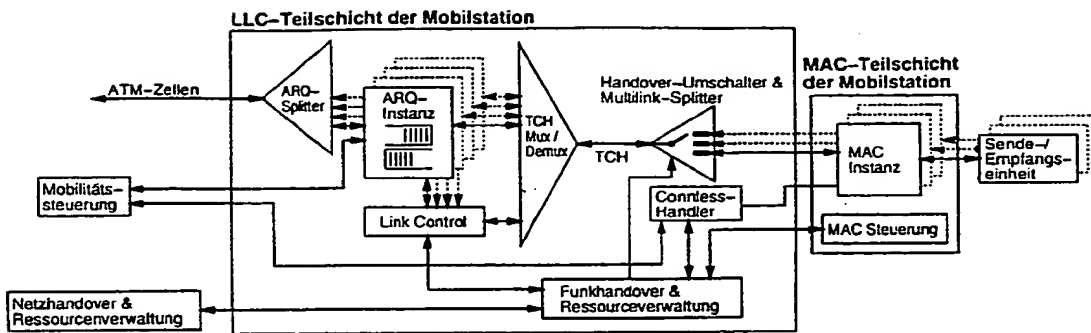 LLC-Teilschicht der Mobilstation
MAC-Teilschicht
der Mobilstation
ATM-Zellen
ARQ-
Splitter
ARQ-
Instanz
TCH
Mux /
Demux
Handover-Umschalter &
Multilink-Splitter
TCH
MAC
Instanz
Sende-/
Empfangs-
einheit
Mobilitäts-
steuerung
Link Control
Connless-
Handler
MAC Steuerung
Netzhandover &
Ressourcenverwaltung
Funkhandover &
Ressourceverwaltung